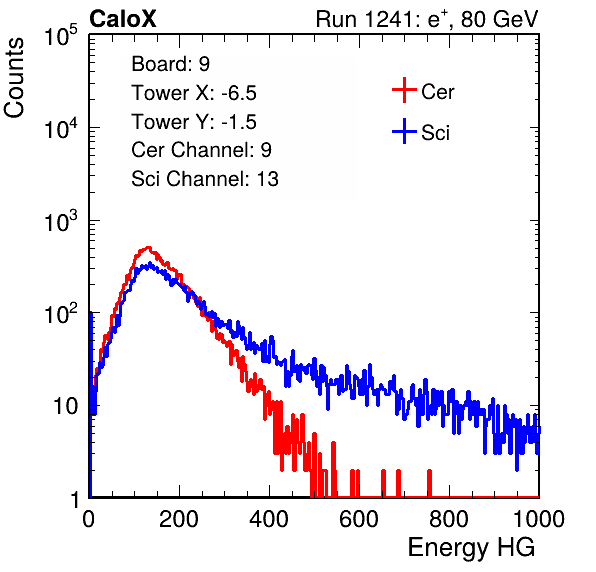 CaloX Run 1241: e⁺, 80 GeV
Counts
Board: 9
Tower X: -6.5
Tower Y: -1.5
Cer Channel: 9
Sci Channel: 13
Cer
Sci
10⁵
10⁴
10³
10²
10
1
0 200 400 600 800 1000
Energy HG